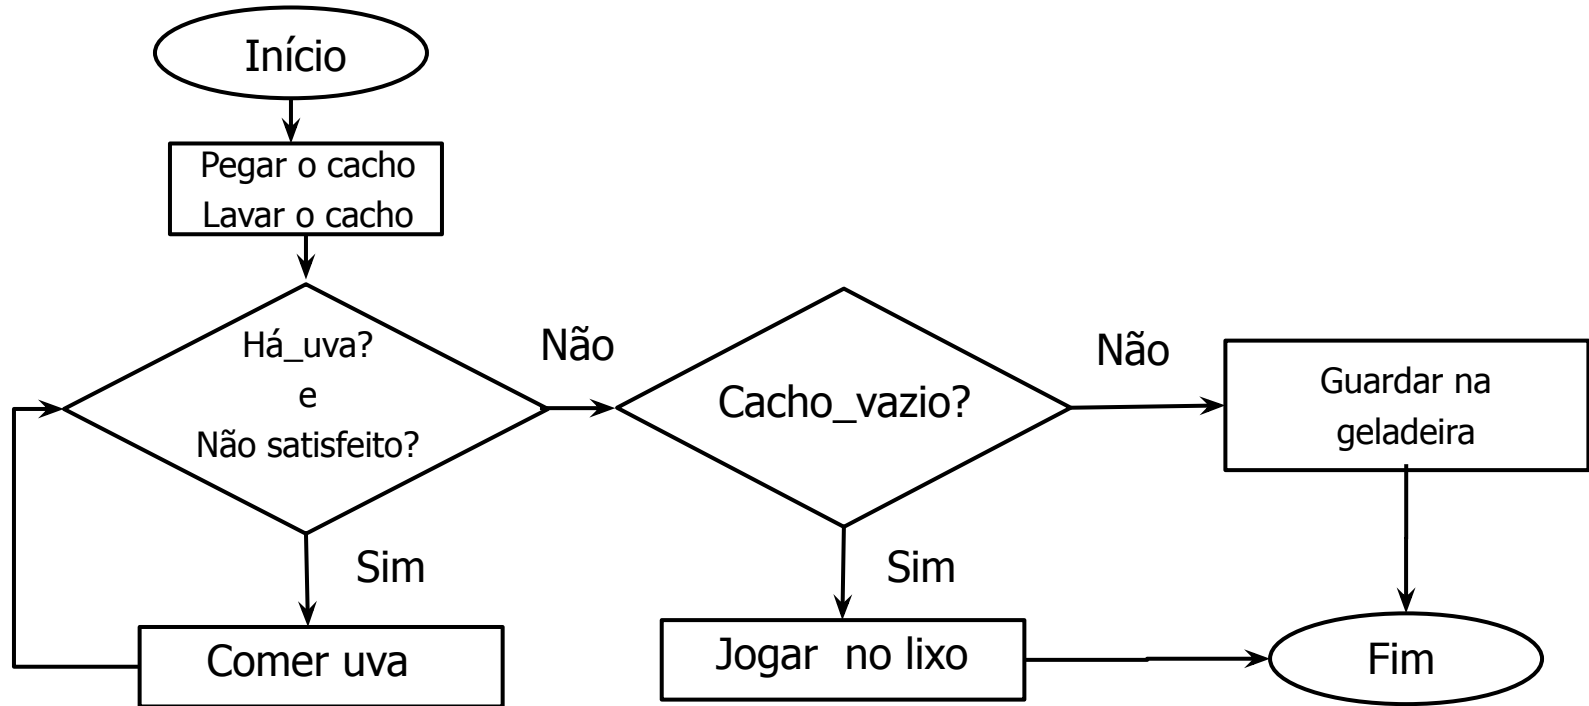 Início
Pegar o cacho
Lavar o cacho
Há_uva?
e
Não satisfeito?
Não
Cacho_vazio?
Não
Guardar na
geladeira
Sim
Sim
Comer uva
Jogar no lixo
Fim